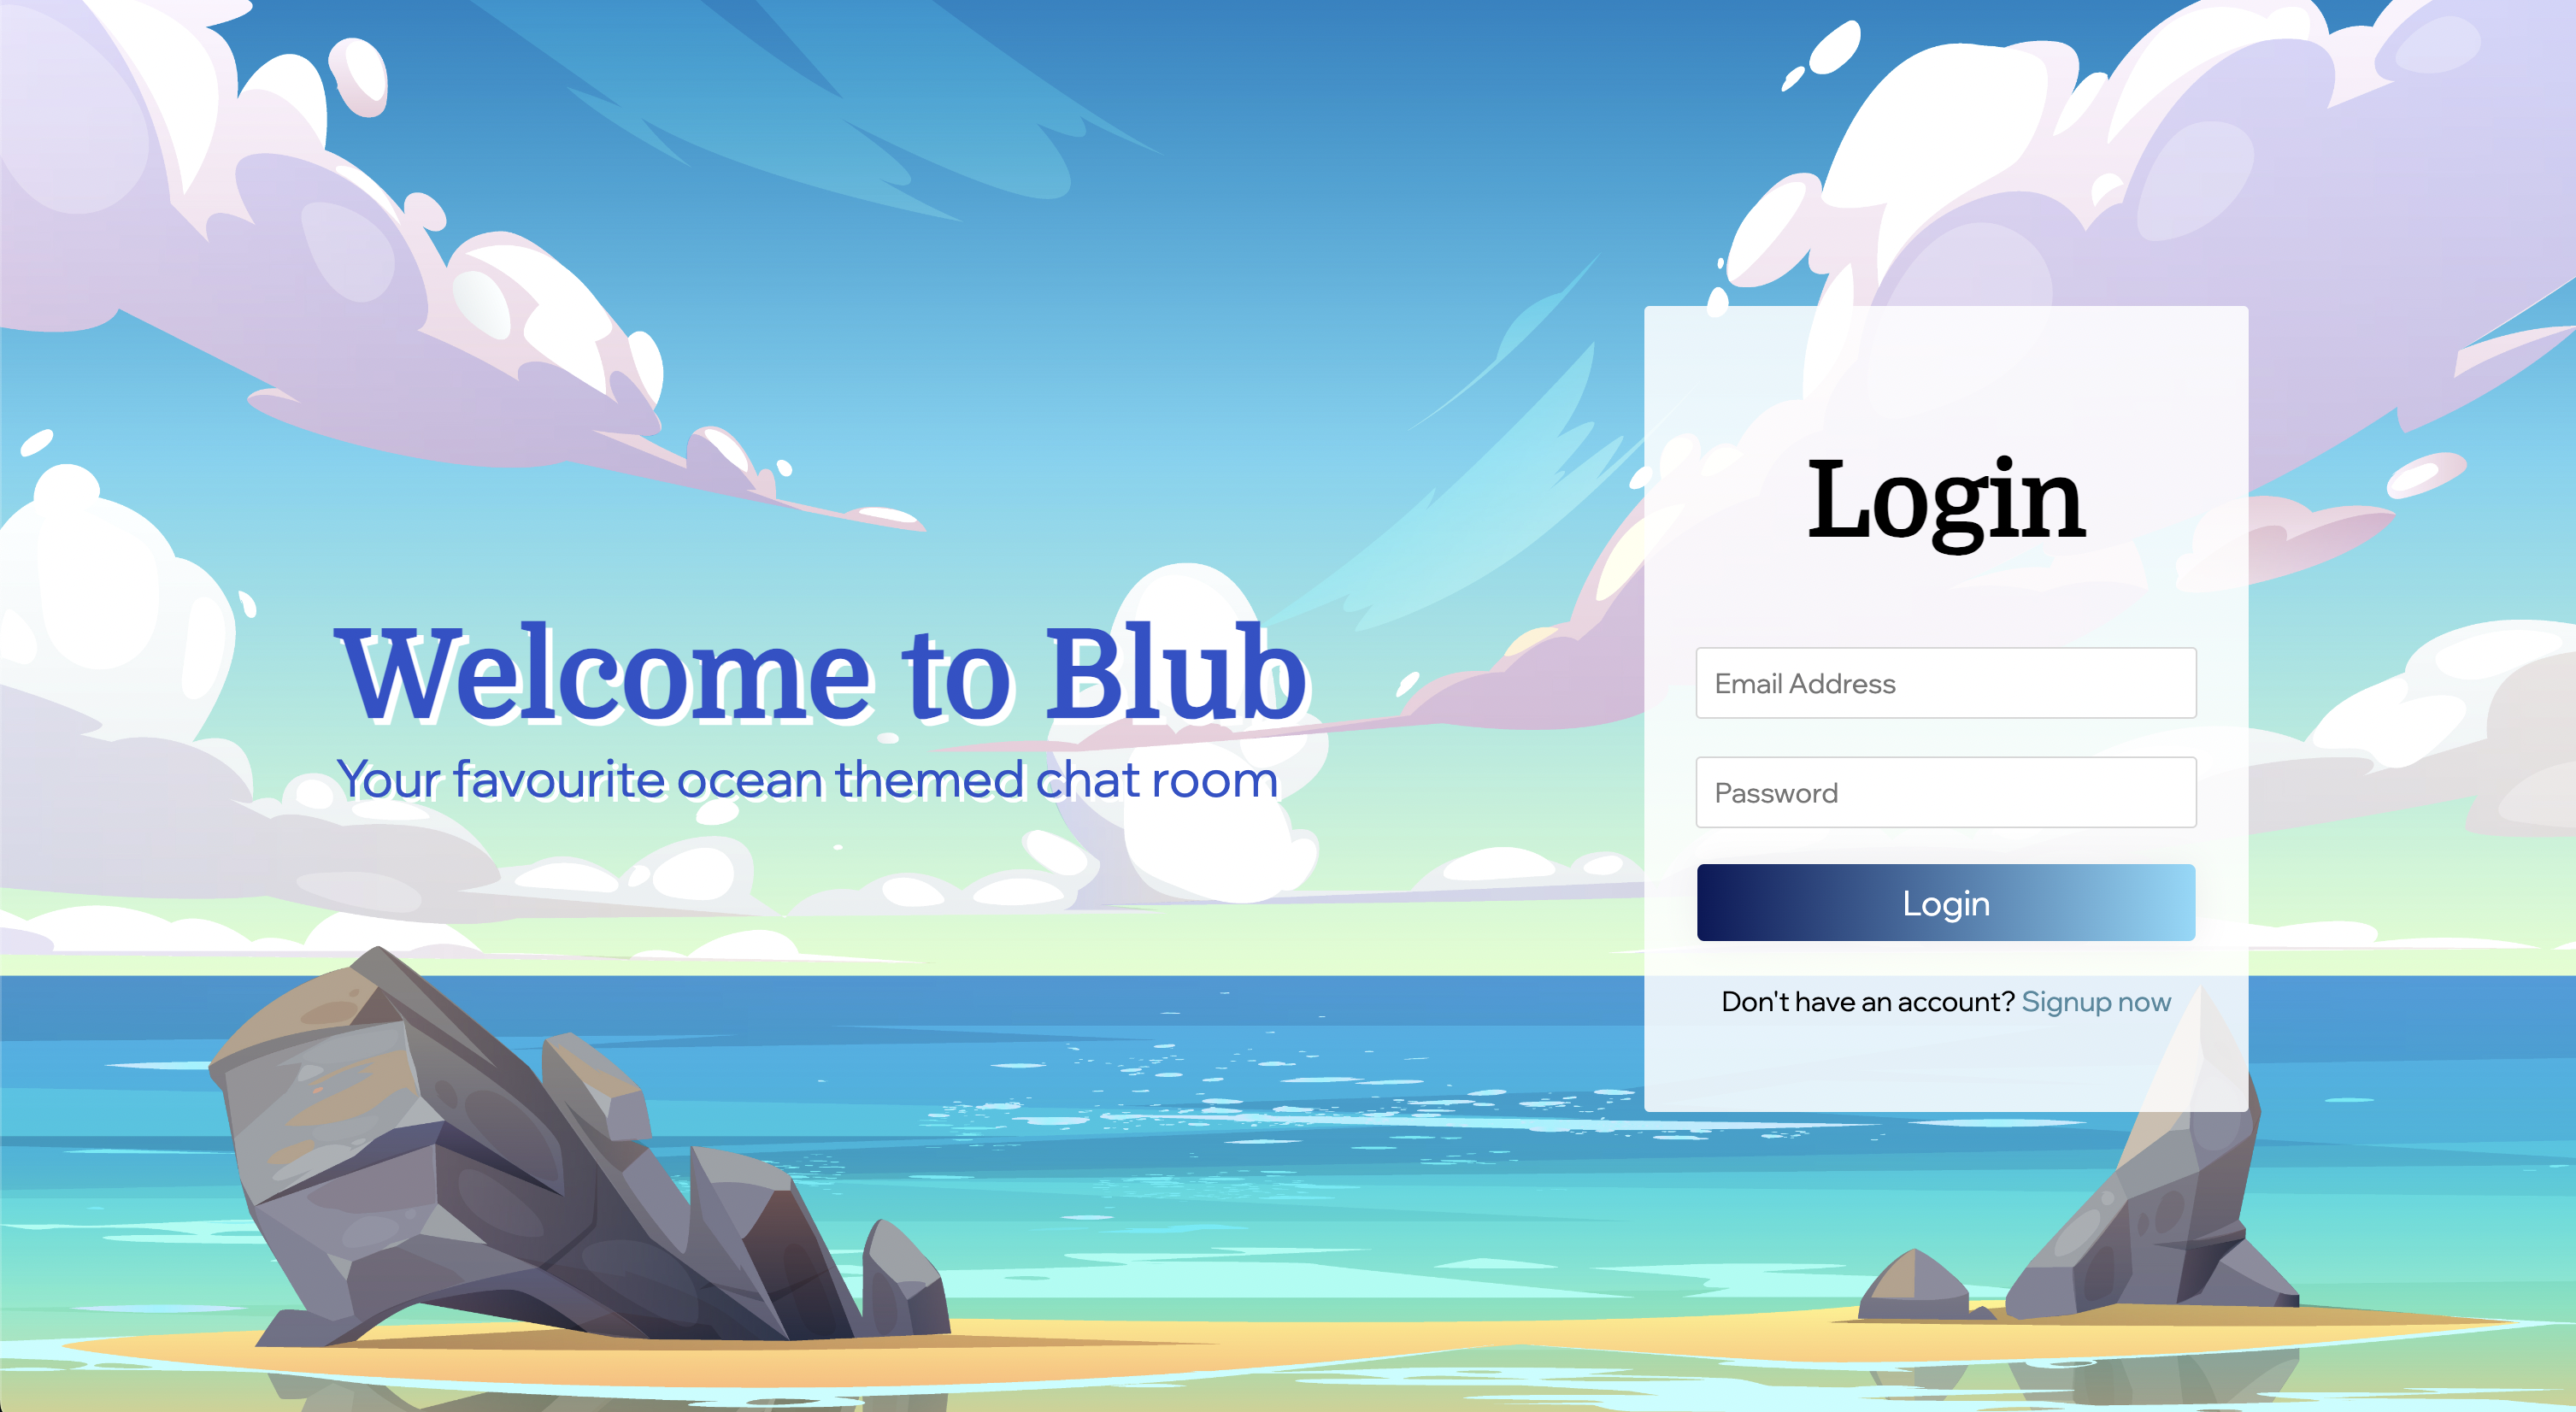 Welcome to Blub
Your favourite ocean themed chat room
Login
Email Address
Password
Login
Don't have an account? Signup now